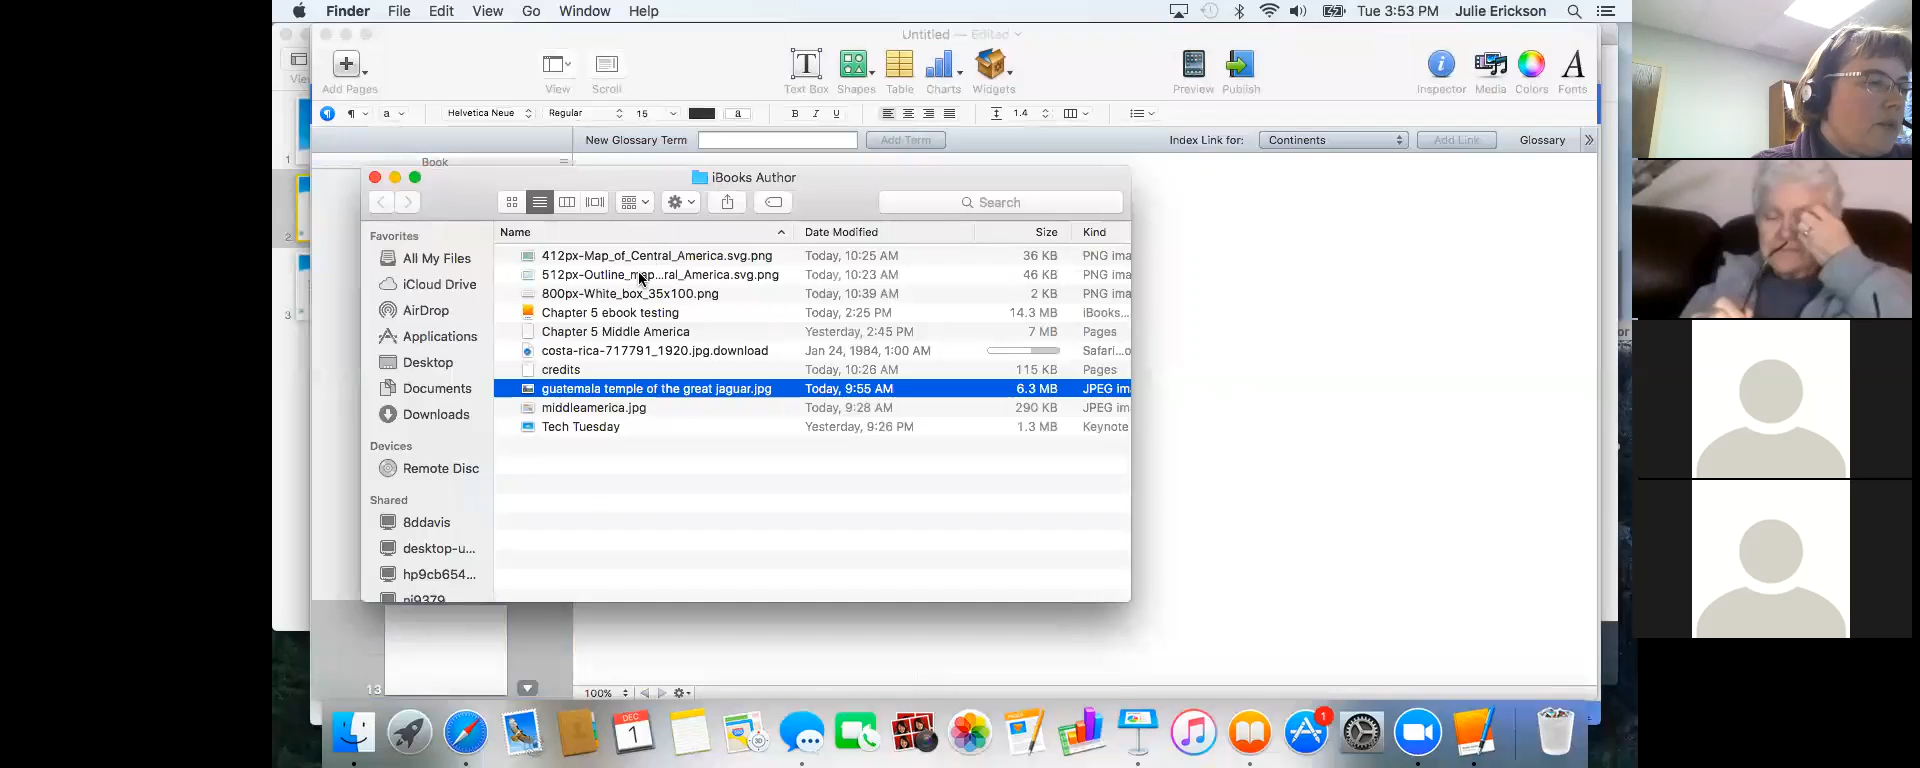 Finder File Edit View Go Window Help Tue 3:53 PM Julie Erickson
Untitled — Edited
Add Pages View Scroll Text Box Shapes Table Charts Widgets Preview Publish Inspector Media Colors Fonts
Helvetica Neue Regular 15 a B I U 1.4
New Glossary Term Add Term Index Link for: Continents Add Link Glossary
Book
iBooks Author
Search
Name Date Modified Size Kind
412px-Map_of_Central_America.svg.png Today, 10:25 AM 36 KB PNG ima
512px-Outline_map...ral_America.svg.png Today, 10:23 AM 46 KB PNG ima
800px-White_box_35x100.png Today, 10:39 AM 2 KB PNG ima
Chapter 5 ebook testing Today, 2:25 PM 14.3 MB iBooks...
Chapter 5 Middle America Yesterday, 2:45 PM 7 MB Pages
costa-rica-717791_1920.jpg.download Jan 24, 1984, 1:00 AM Safari...o
credits Today, 10:26 AM 115 KB Pages
guatemala temple of the great jaguar.jpg Today, 9:55 AM 6.3 MB JPEG im
middleamerica.jpg Today, 9:28 AM 290 KB JPEG im
Tech Tuesday Yesterday, 9:26 PM 1.3 MB Keynote
Favorites
All My Files
iCloud Drive
AirDrop
Applications
Desktop
Documents
Downloads
Devices
Remote Disc
Shared
8ddavis
desktop-u...
hp9cb654...
ni9379
1
2
3
13
100%
DEC
1
30
1